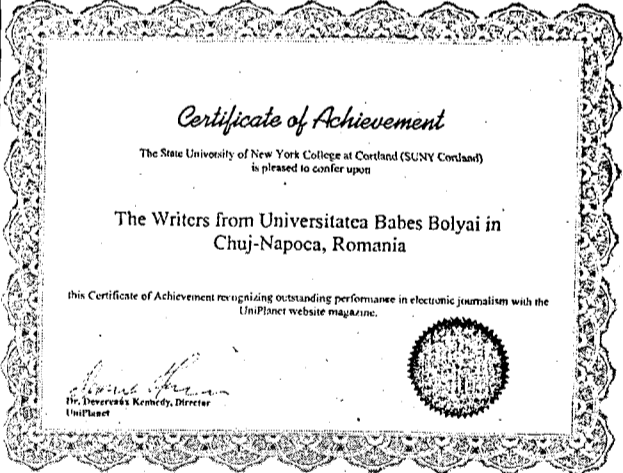 Certificate of Achievement
The State University of New York College at Cortland (SUNY Cortland)
is pleased to confer upon
The Writers from Universitatea Babes Bolyai in
Chuj-Napoca, Romania
this Certificate of Achievement recognizing outstanding performance in electronic journalism with the
UniPlanet website magazine.
Dr. Devereaux Kennedy, Director
UniPlanet